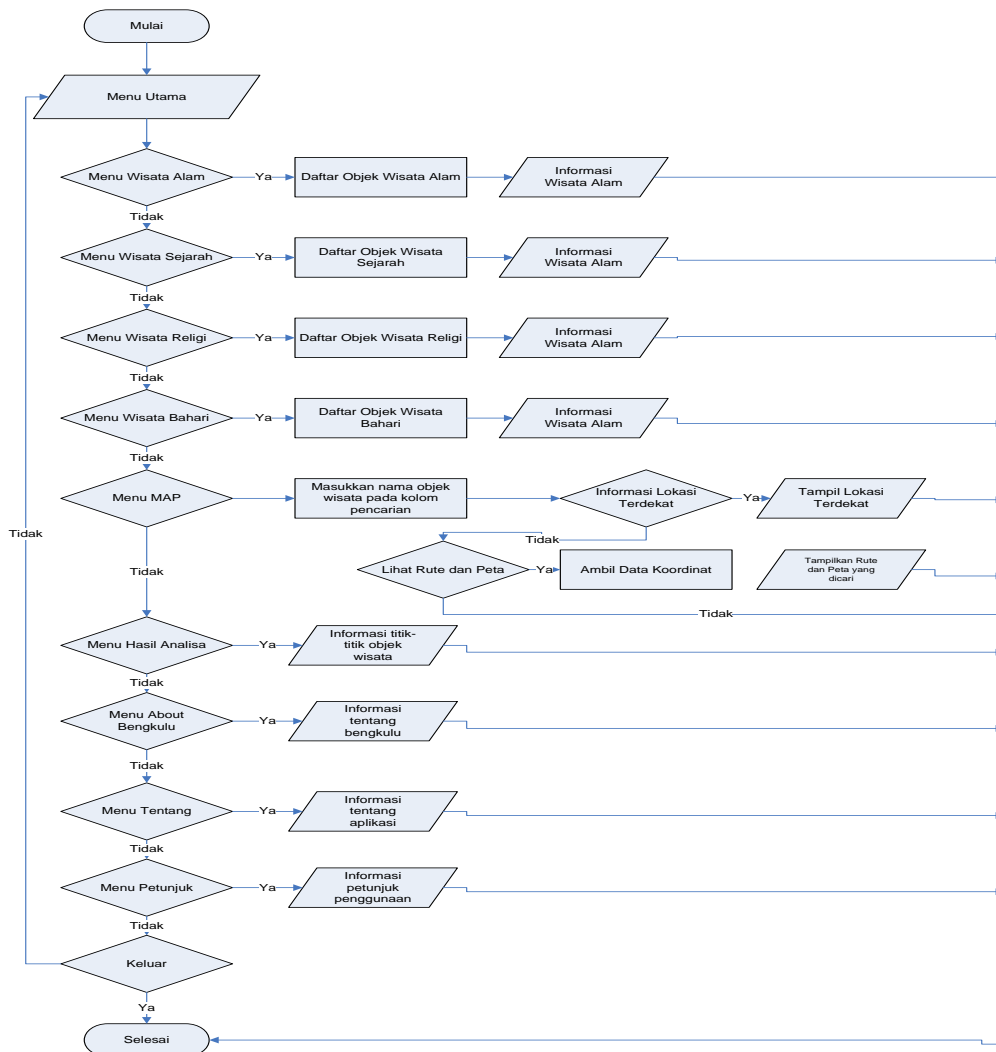 Mulai
Menu Utama
Menu Wisata Alam
Ya
Daftar Objek Wisata Alam
Informasi
Wisata Alam
Tidak
Menu Wisata Sejarah
Ya
Daftar Objek Wisata
Sejarah
Informasi
Wisata Alam
Tidak
Menu Wisata Religi
Ya
Daftar Objek Wisata Religi
Informasi
Wisata Alam
Tidak
Menu Wisata Bahari
Ya
Daftar Objek Wisata
Bahari
Informasi
Wisata Alam
Tidak
Menu MAP
Masukkan nama objek
wisata pada kolom
pencarian
Informasi Lokasi
Terdekat
Ya
Tampil Lokasi
Terdekat
Tidak
Tidak
Lihat Rute dan Peta
Ya
Ambil Data Koordinat
Tampilkan Rute
dan Peta yang
dicari
Tidak
Tidak
Menu Hasil Analisa
Ya
Informasi titik-
titik objek
wisata
Tidak
Menu About
Bengkulu
Ya
Informasi
tentang
bengkulu
Tidak
Menu Tentang
Ya
Informasi
tentang
aplikasi
Tidak
Menu Petunjuk
Ya
Informasi
petunjuk
penggunaan
Tidak
Keluar
Ya
Selesai